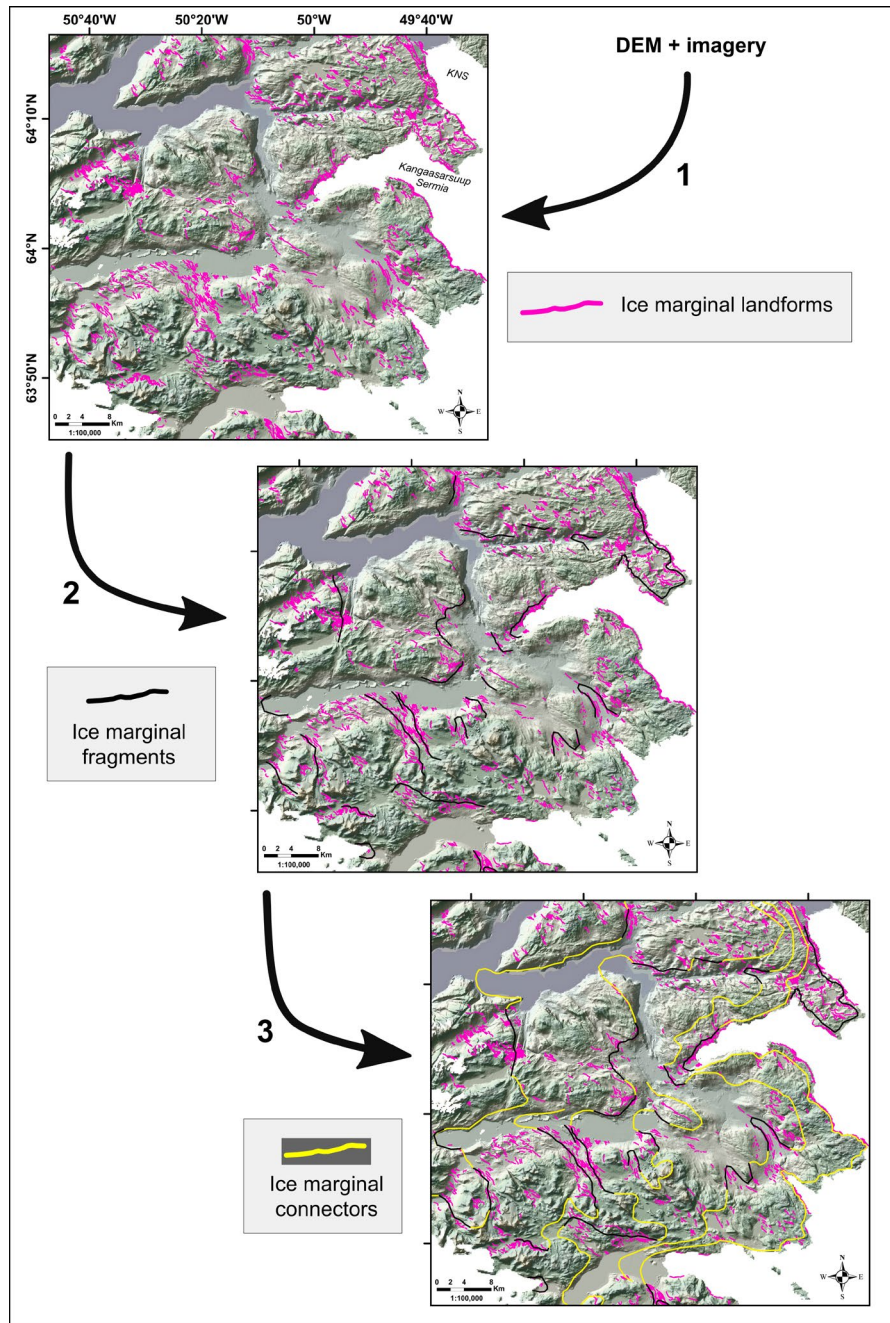 50°40'W 50°20'W 50°W 49°40'W
DEM + imagery
KNS
64°10'N
Kangaasarsuup
Sermia
1
64°N
Ice marginal landforms
63°50'N
0 2 4 8
Km
1:100,000
N
W E
S
2
Ice marginal
fragments
0 2 4 8
Km
1:100,000
N
W E
S
3
Ice marginal
connectors
0 2 4 8
Km
1:100,000
N
W E
S